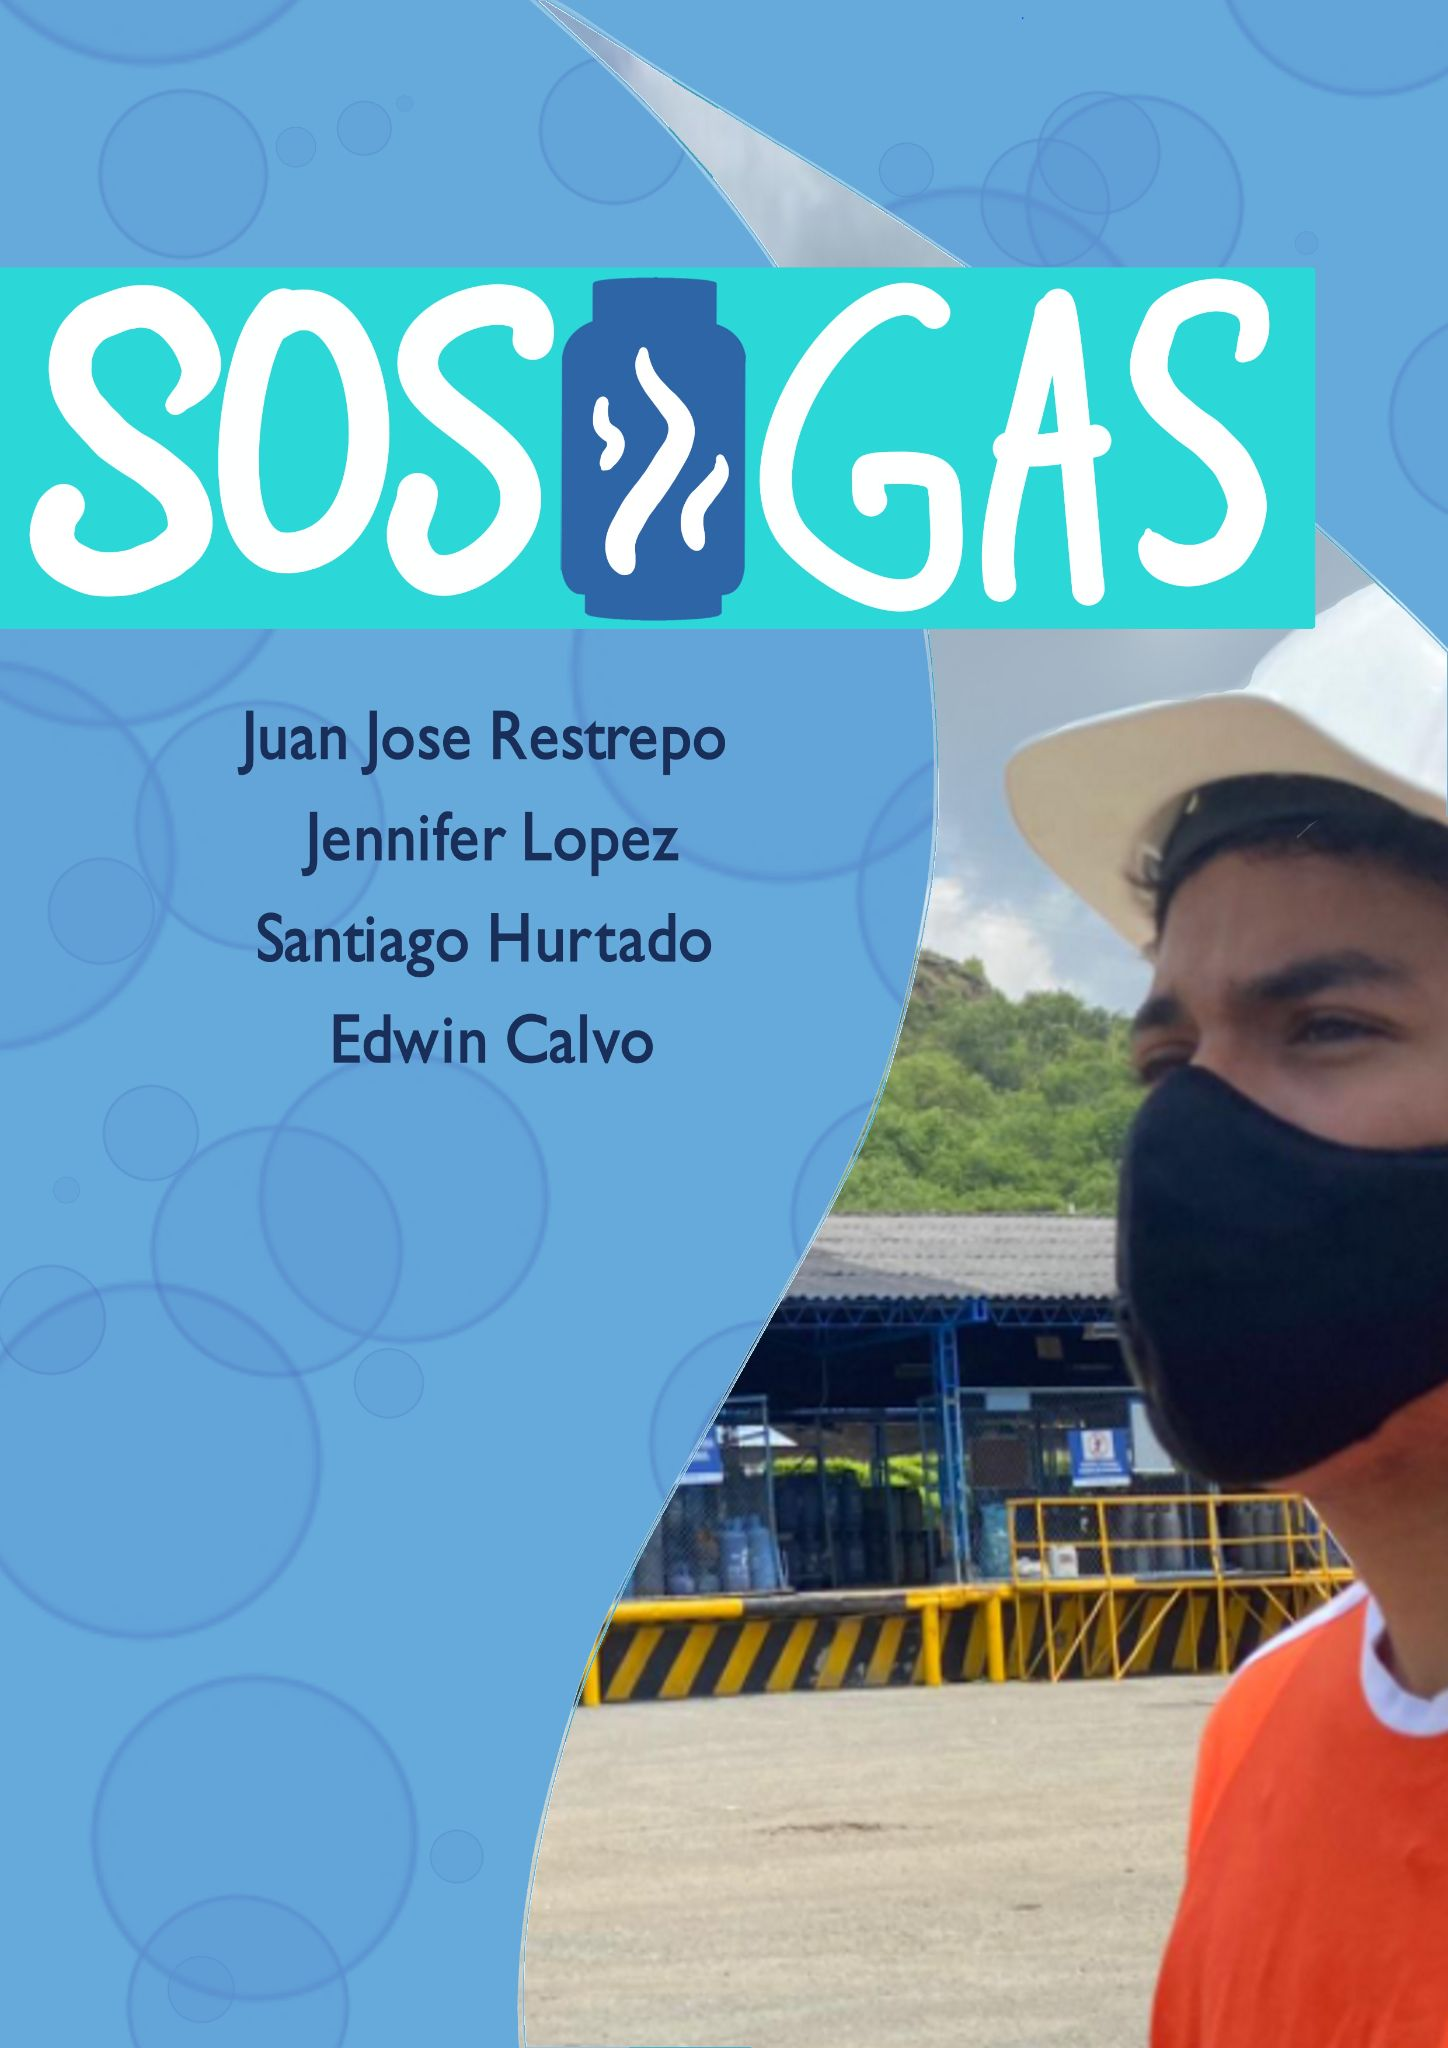 SOS GAS
Juan Jose Restrepo
Jennifer Lopez
Santiago Hurtado
Edwin Calvo